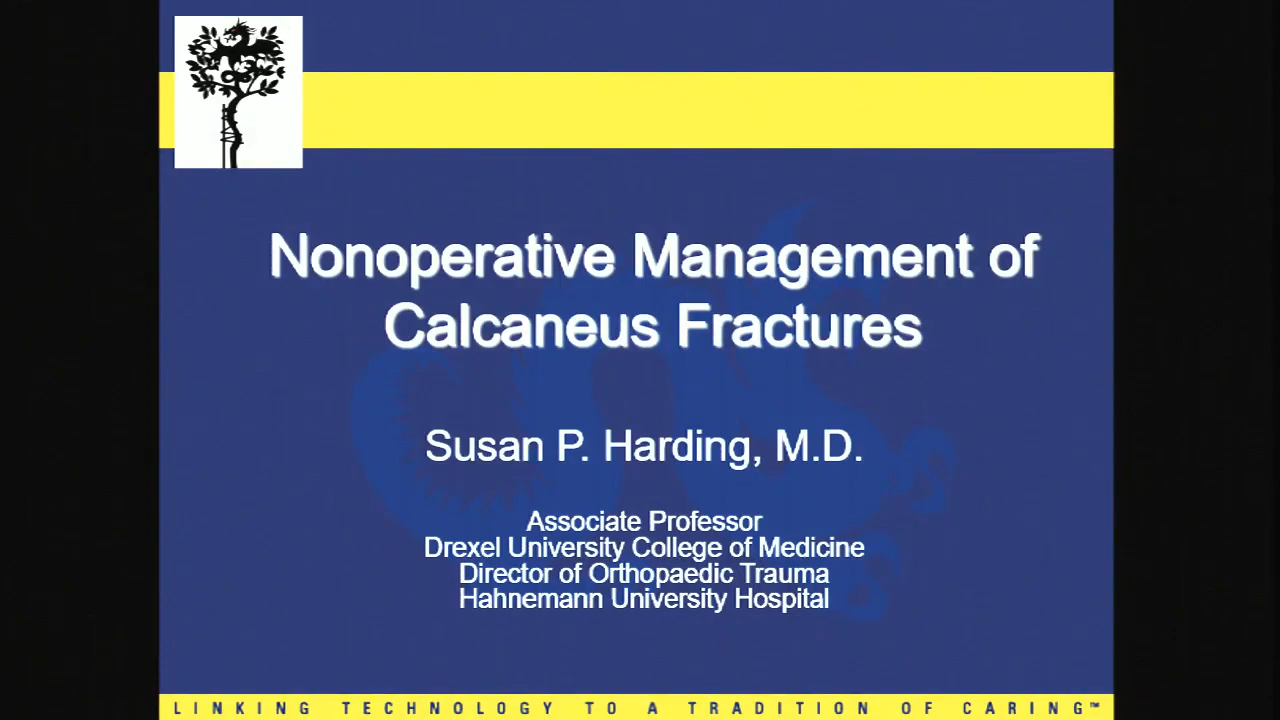 Nonoperative Management of
Calcaneus Fractures
Susan P. Harding, M.D.
Associate Professor
Drexel University College of Medicine
Director of Orthopaedic Trauma
Hahnemann University Hospital
LINKING TECHNOLOGY TO A TRADITION OF CARING™